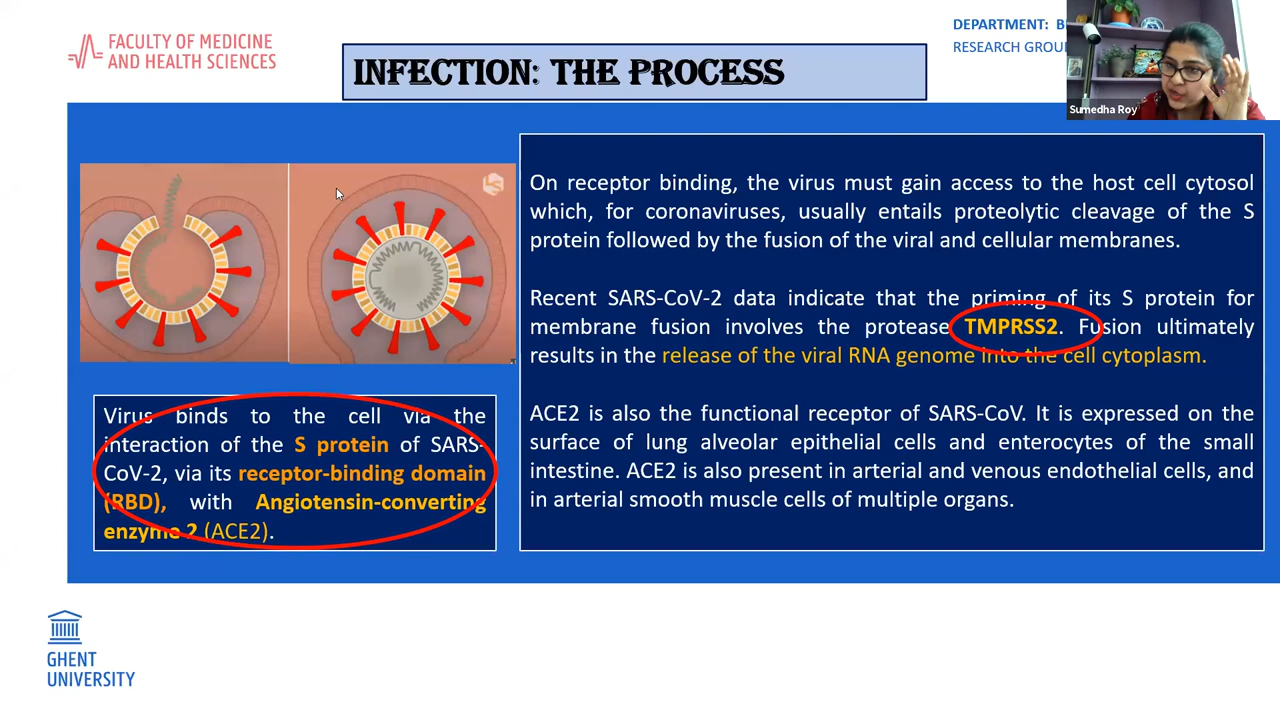 FACULTY OF MEDICINE
AND HEALTH SCIENCES
DEPARTMENT: B
RESEARCH GROU
Sumedha Roy
INFECTION: THE PROCESS
On receptor binding, the virus must gain access to the host cell cytosol
which, for coronaviruses, usually entails proteolytic cleavage of the S
protein followed by the fusion of the viral and cellular membranes.
Recent SARS-CoV-2 data indicate that the priming of its S protein for
membrane fusion involves the protease TMPRSS2. Fusion ultimately
results in the release of the viral RNA genome into the cell cytoplasm.
ACE2 is also the functional receptor of SARS-CoV. It is expressed on the
surface of lung alveolar epithelial cells and enterocytes of the small
intestine. ACE2 is also present in arterial and venous endothelial cells, and
in arterial smooth muscle cells of multiple organs.
Virus binds to the cell via the
interaction of the S protein of SARS-
CoV-2, via its receptor-binding domain
(RBD), with Angiotensin-converting
enzyme 2 (ACE2).
GHENT
UNIVERSITY